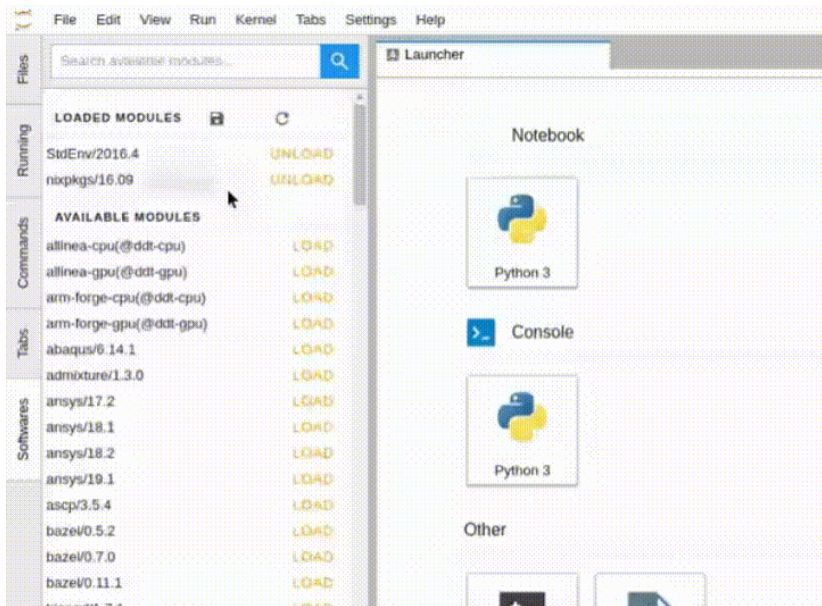 File Edit View Run Kernel Tabs Settings Help
Files
Running
Commands
Tabs
Softwares
Search available modules...
LOADED MODULES
StdEnv/2016.4 UNLOAD
nixpkgs/16.09 UNLOAD
AVAILABLE MODULES
allinea-cpu(@ddt-cpu) LOAD
allinea-gpu(@ddt-gpu) LOAD
arm-forge-cpu(@ddt-cpu) LOAD
arm-forge-gpu(@ddt-gpu) LOAD
abaqus/6.14.1 LOAD
admixture/1.3.0 LOAD
ansys/17.2 LOAD
ansys/18.1 LOAD
ansys/18.2 LOAD
ansys/19.1 LOAD
ascp/3.5.4 LOAD
bazel/0.5.2 LOAD
bazel/0.7.0 LOAD
bazel/0.11.1 LOAD
Launcher
Notebook
Python 3
Console
Python 3
Other